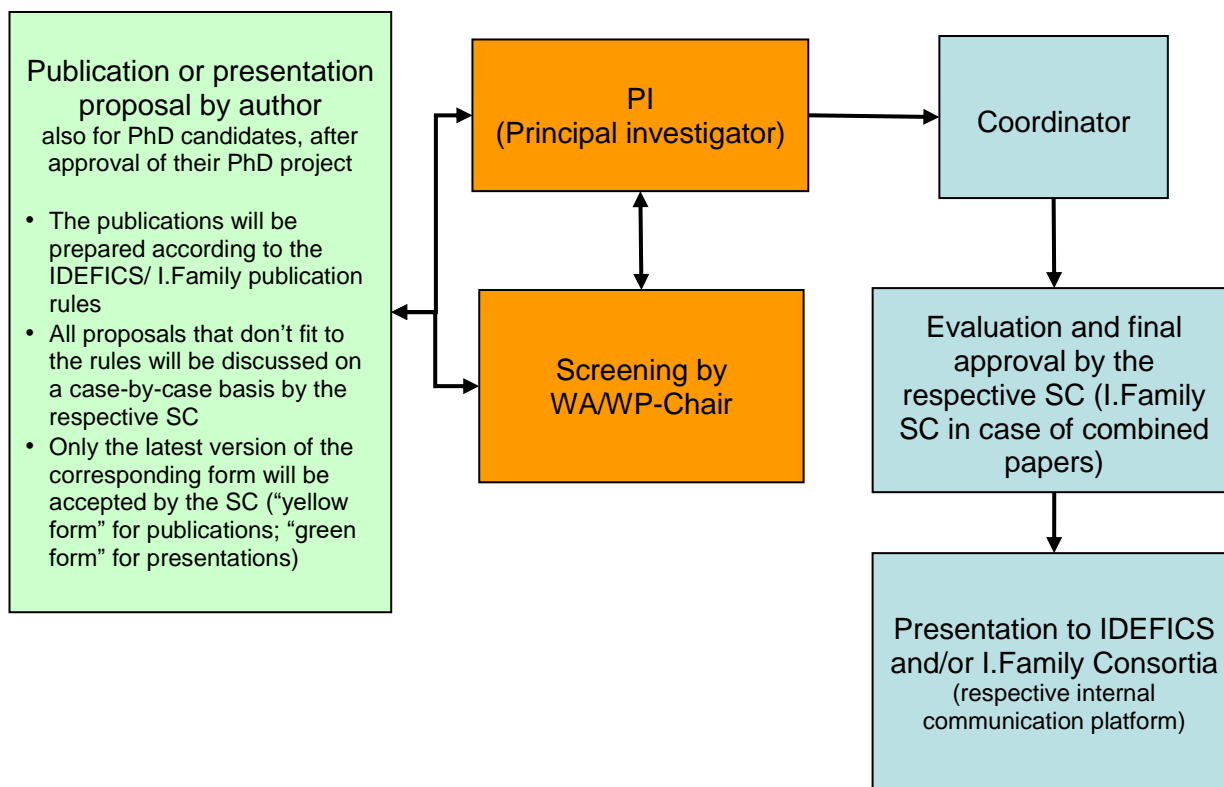 Publication or presentation
proposal by author
also for PhD candidates, after
approval of their PhD project
• The publications will be
prepared according to the
IDEFICS/ I.Family publication
rules
• All proposals that don’t fit to
the rules will be discussed on
a case-by-case basis by the
respective SC
• Only the latest version of the
corresponding form will be
accepted by the SC (“yellow
form” for publications; “green
form” for presentations)
PI
(Principal investigator)
Screening by
WA/WP-Chair
Coordinator
Evaluation and final
approval by the
respective SC (I.Family
SC in case of combined
papers)
Presentation to IDEFICS
and/or I.Family Consortia
(respective internal
communication platform)